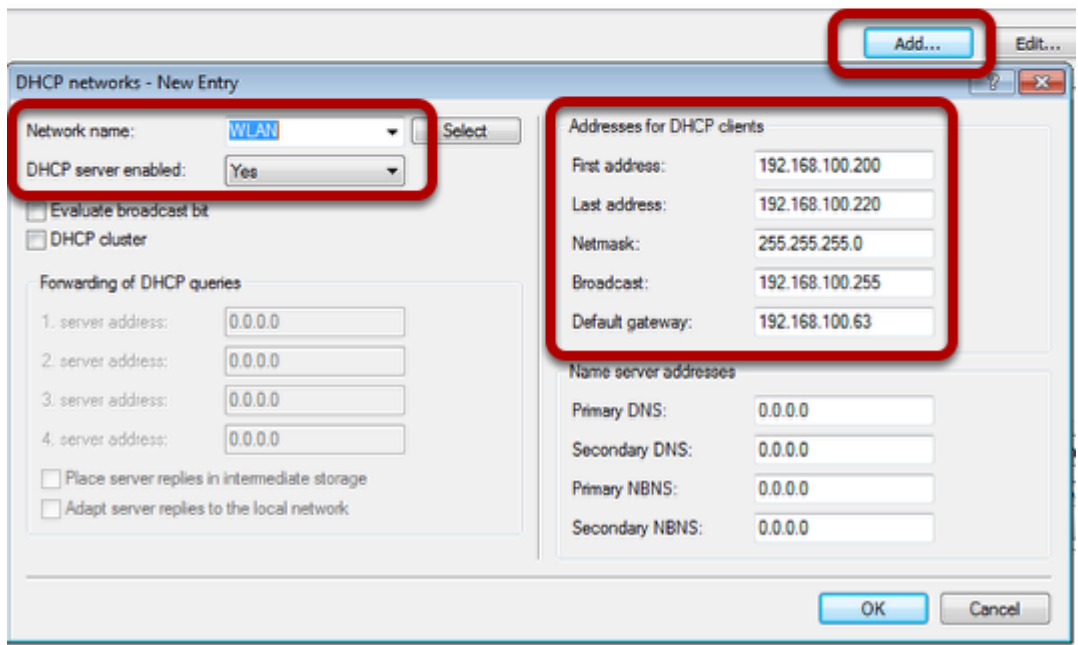 Add...
Edit...
DHCP networks - New Entry
Network name:
WLAN
Select
DHCP server enabled:
Yes
Evaluate broadcast bit
DHCP cluster
Forwarding of DHCP queries
1. server address:
0.0.0.0
2. server address:
0.0.0.0
3. server address:
0.0.0.0
4. server address:
0.0.0.0
Place server replies in intermediate storage
Adapt server replies to the local network
Addresses for DHCP clients
First address:
192.168.100.200
Last address:
192.168.100.220
Netmask:
255.255.255.0
Broadcast:
192.168.100.255
Default gateway:
192.168.100.63
Name server addresses
Primary DNS:
0.0.0.0
Secondary DNS:
0.0.0.0
Primary NBNS:
0.0.0.0
Secondary NBNS:
0.0.0.0
OK
Cancel